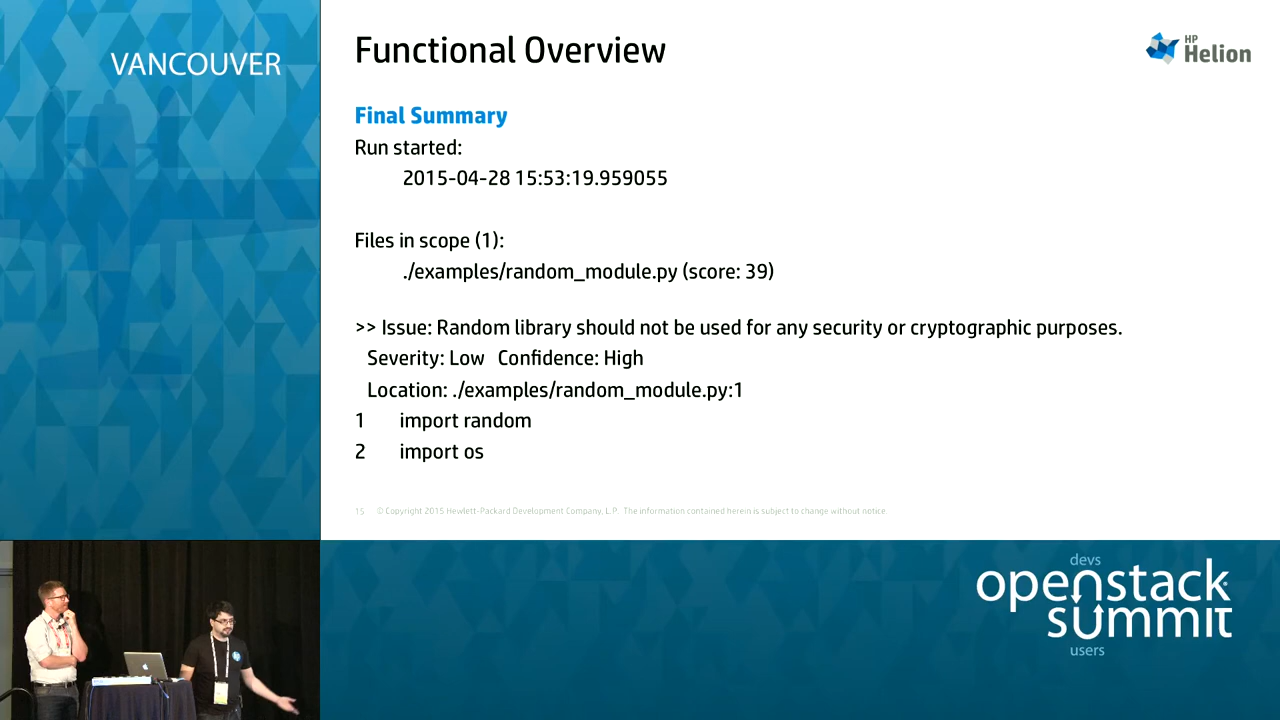 VANCOUVER
Functional Overview
HP
Helion
Final Summary
Run started:
2015-04-28 15:53:19.959055
Files in scope (1):
./examples/random_module.py (score: 39)
>> Issue: Random library should not be used for any security or cryptographic purposes.
Severity: Low Confidence: High
Location: ./examples/random_module.py:1
1 import random
2 import os
15 © Copyright 2015 Hewlett-Packard Development Company, L.P. The information contained herein is subject to change without notice.
devs
openstack
summit
users